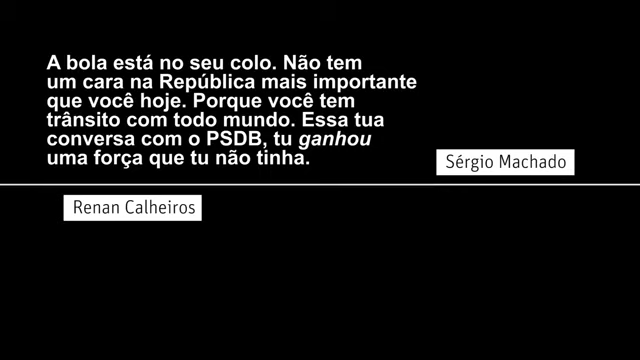 A bola está no seu colo. Não tem
um cara na República mais importante
que você hoje. Porque você tem
trânsito com todo mundo. Essa tua
conversa com o PSDB, tu ganhou
uma força que tu não tinha.
Sérgio Machado
Renan Calheiros